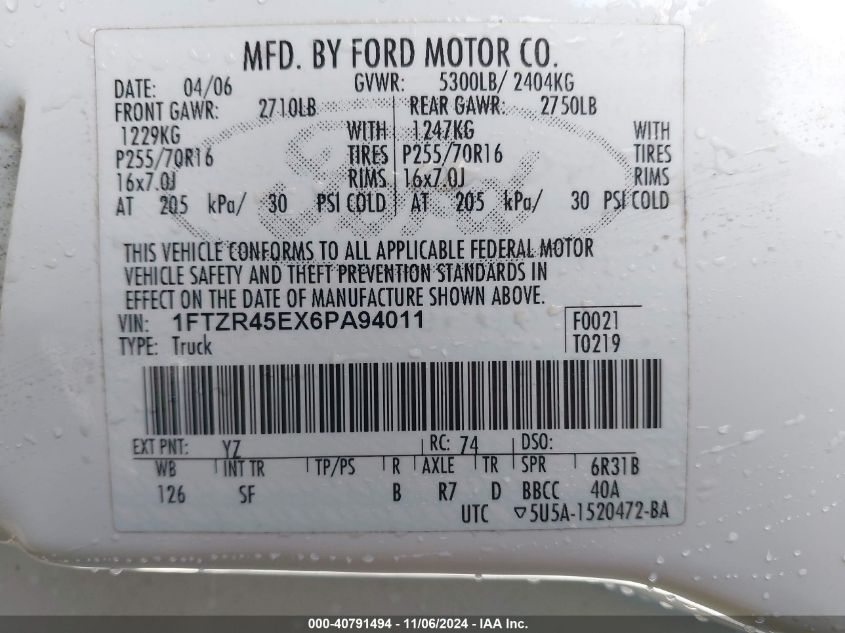 MFD. BY FORD MOTOR CO.
DATE: 04/06 GVWR: 5300LB/ 2404KG
FRONT GAWR: 2710LB REAR GAWR: 2750LB
1229KG WITH 1247KG WITH
P255/70R16 TIRES P255/70R16 TIRES
16x7.0J RIMS 16x7.0J RIMS
AT 205 kPa/ 30 PSI COLD AT 205 kPa/ 30 PSI COLD
Ford
THIS VEHICLE CONFORMS TO ALL APPLICABLE FEDERAL MOTOR
VEHICLE SAFETY AND THEFT PREVENTION STANDARDS IN
EFFECT ON THE DATE OF MANUFACTURE SHOWN ABOVE.
VIN: 1FTZR45EX6PA94011 F0021
TYPE: Truck T0219
EXT PNT: YZ RC: 74 DSO:
WB INT TR TP/PS R AXLE TR SPR 6R31B
126 SF B R7 D BBCC 40A
UTC ▽5U5A-1520472-BA
000-40791494 - 11/06/2024 - IAA Inc.